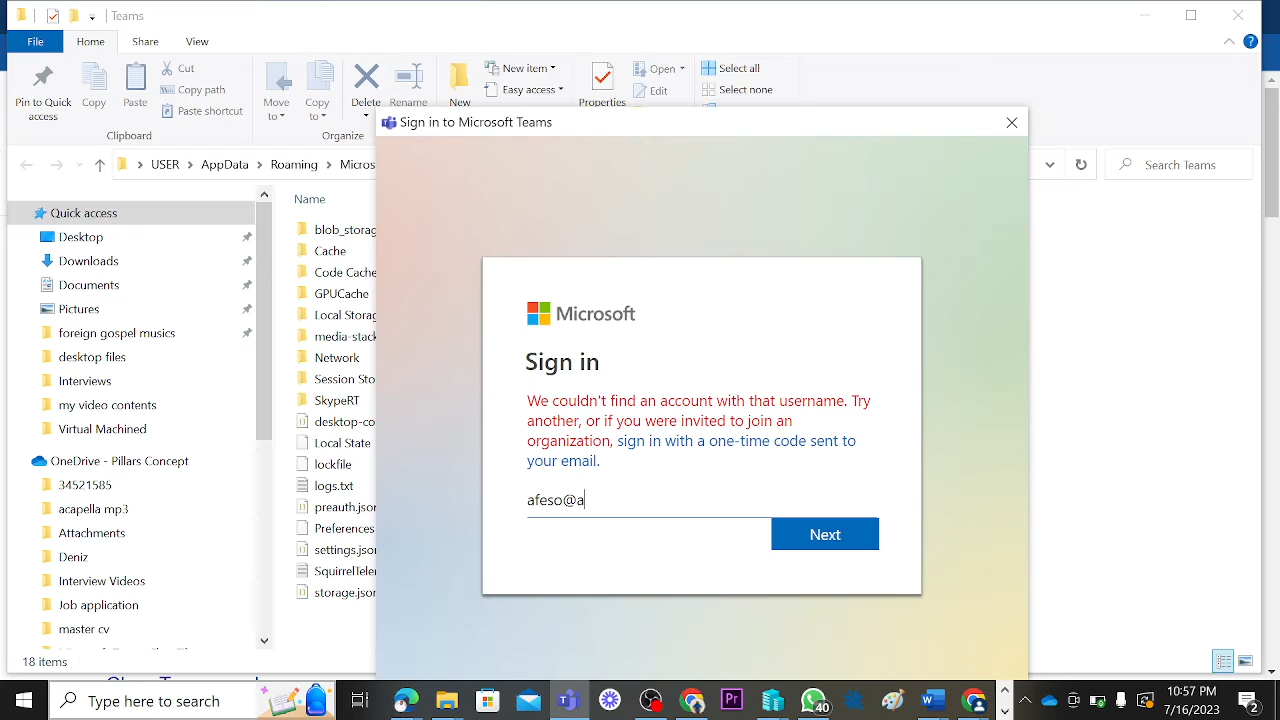 Teams
File
Home
Share
View
Pin to Quick access
Copy
Paste
Cut
Copy path
Paste shortcut
Clipboard
Move to
Copy to
Delete
Rename
Organize
New
New item
Easy access
Properties
Open
Edit
Select all
Select none
USER
AppData
Roaming
Micros
Search Teams
Quick access
Desktop
Downloads
Documents
Pictures
foreign gospel musics
desktop files
Interviews
my video contents
Virtual Machined
OneDrive - Pillars Concept
34521585
acapella mp3
Attachments
Deniz
Interview Videos
Job application
master cv
Name
blob_storag
Cache
Code Cache
GPUCache
Local Storag
media-stack
Network
Session Sto
SkypeRT
desktop-co
Local State
lockfile
logs.txt
preauth.json
Preferences
settings.json
SquirrelTelem
storage.json
18 items
Sign in to Microsoft Teams
Microsoft
Sign in
We couldn't find an account with that username. Try
another, or if you were invited to join an
organization, sign in with a one-time code sent to
your email.
afeso@a
Next
Type here to search
40
Pr
10:57 PM
7/16/2023
2